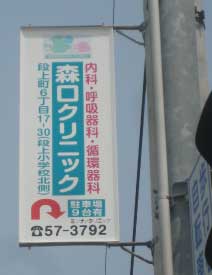 内科・呼吸器科・循環器科
森口クリニック
段上町6丁目17-30(段上小学校北側)
駐車場
9台有
☎57-3792